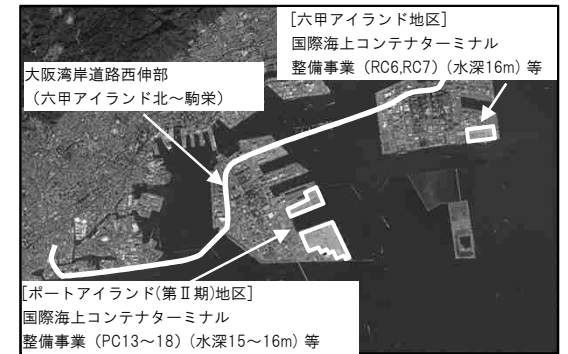 [六甲アイランド地区]
国際海上コンテナターミナル
整備事業（RC6,RC7）(水深16m) 等
大阪湾岸道路西伸部
（六甲アイランド北～駒栄）
[ポートアイランド(第Ⅱ期)地区]
国際海上コンテナターミナル
整備事業（PC13～18）(水深15～16m) 等